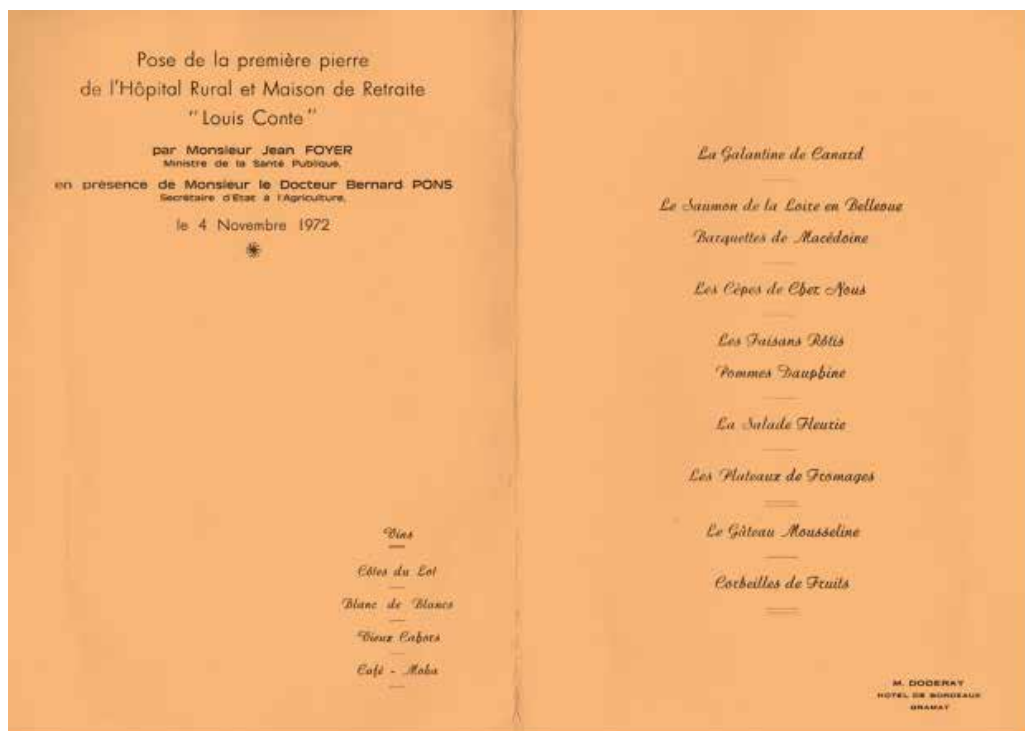 Pose de la première pierre
de l'Hôpital Rural et Maison de Retraite
"Louis Conte"
par Monsieur Jean FOYER
Ministre de la Santé Publique,
en présence de Monsieur le Docteur Bernard PONS
Secrétaire d'Etat à l'Agriculture,
le 4 Novembre 1972
Vins
Côtes du Lot
Blanc de Blancs
Vieux Cahors
Café - Moka
La Galantine de Canard
Le Saumon de la Loire en Bellevue
Barquettes de Macédoine
Les Cèpes de Chez Nous
Les Faisans Rôtis
Pommes Dauphine
La Salade Fleurie
Les Plateaux de Fromages
Le Gâteau Mousseline
Corbeilles de Fruits
M. DODERAY
HOTEL DE BORDEAUX
GRAMAT